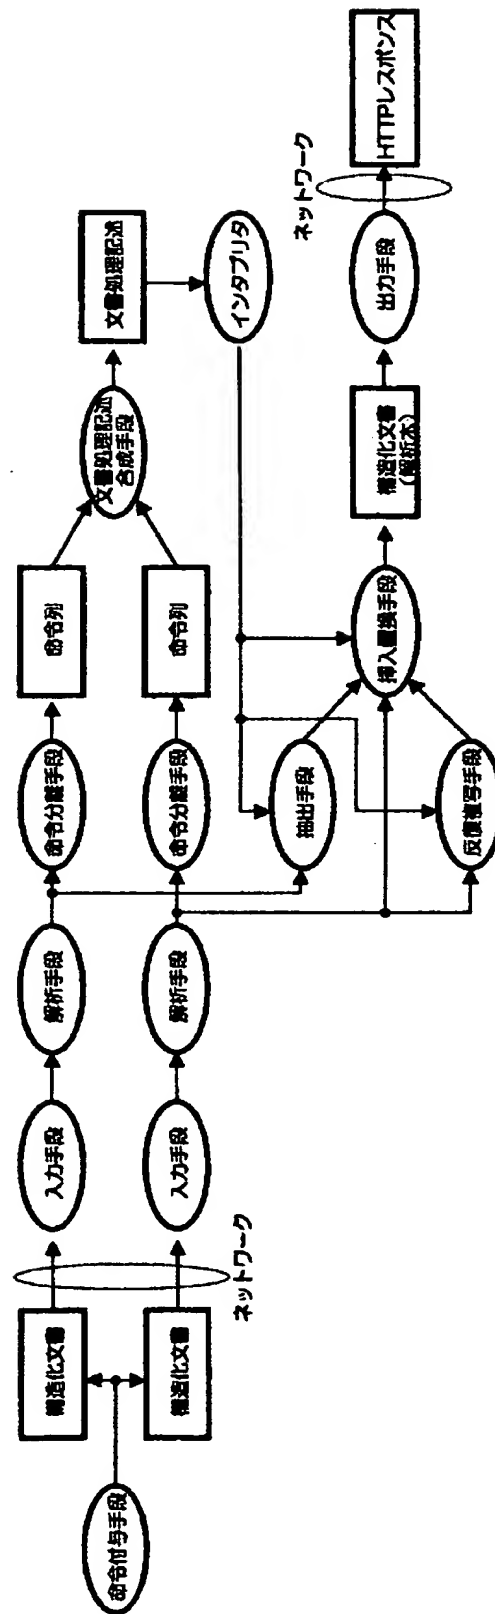 命令付与手段
構造化文書
構造化文書
ネットワーク
入力手段
入力手段
解析手段
解析手段
命令分離手段
命令分離手段
命令列
命令列
文書処理記述
合成手段
文書処理記述
インタプリタ
抽出手段
反復複写手段
挿入置換手段
構造化文書
(解析木)
出力手段
ネットワーク
HTTPレスポンス